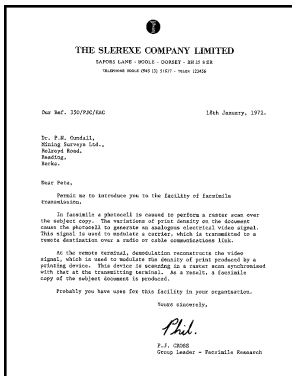 THE SLEREXE COMPANY LIMITED
SAPORS LANE - BOOLE - DORSET - BH 25 8 ER
TELEPHONE BOOLE (945 13) 51617 - TELEX 123456
Our Ref. 350/PJC/EAC 18th January, 1972.
Dr. P.N. Cundall,
Mining Surveys Ltd.,
Holroyd Road,
Reading,
Berks.
Dear Pete,
Permit me to introduce you to the facility of facsimile
transmission.
In facsimile a photocell is caused to perform a raster scan over
the subject copy. The variations of print density on the document
cause the photocell to generate an analogous electrical video signal.
This signal is used to modulate a carrier, which is transmitted to a
remote destination over a radio or cable communications link.
At the remote terminal, demodulation reconstructs the video
signal, which is used to modulate the density of print produced by a
printing device. This device is scanning in a raster scan synchronised
with that at the transmitting terminal. As a result, a facsimile
copy of the subject document is produced.
Probably you have uses for this facility in your organisation.
Yours sincerely,
Phil.
P.J. CROSS
Group Leader - Facsimile Research